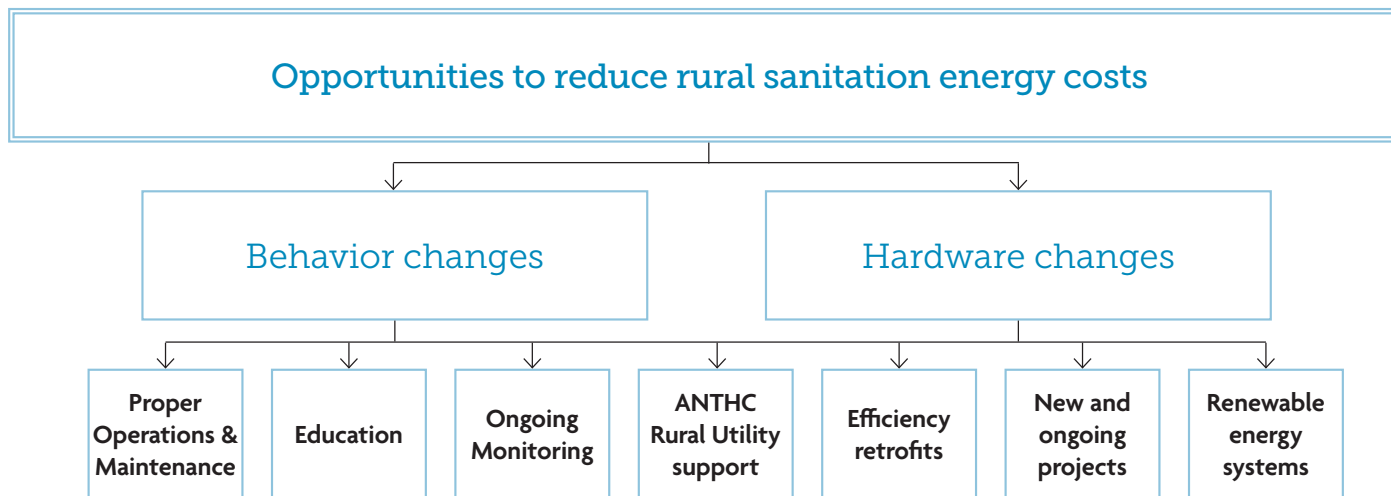 Opportunities to reduce rural sanitation energy costs
Behavior changes
Hardware changes
Proper
Operations &
Maintenance
Education
Ongoing
Monitoring
ANTHC
Rural Utility
support
Efficiency
retrofits
New and
ongoing
projects
Renewable
energy
systems